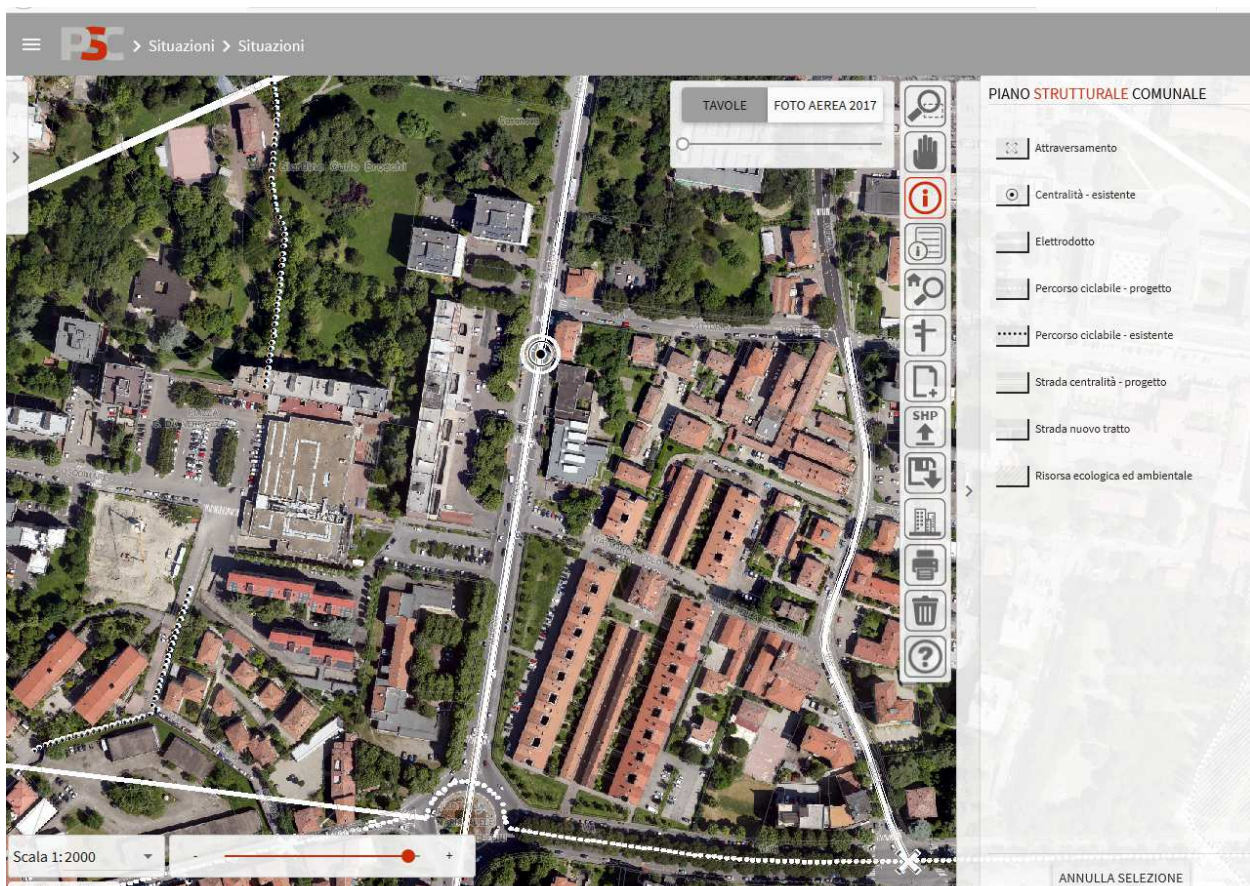 PSC > Situazioni > Situazioni
TAVOLE
FOTO AEREA 2017
PIANO STRUTTURALE COMUNALE
Attraversamento
Centralità - esistente
Elettrodotto
Percorso ciclabile - progetto
Percorso ciclabile - esistente
Strada centralità - progetto
Strada nuovo tratto
Risorsa ecologica ed ambientale
SHP
Scala 1:2000
-
+
ANNULLA SELEZIONE